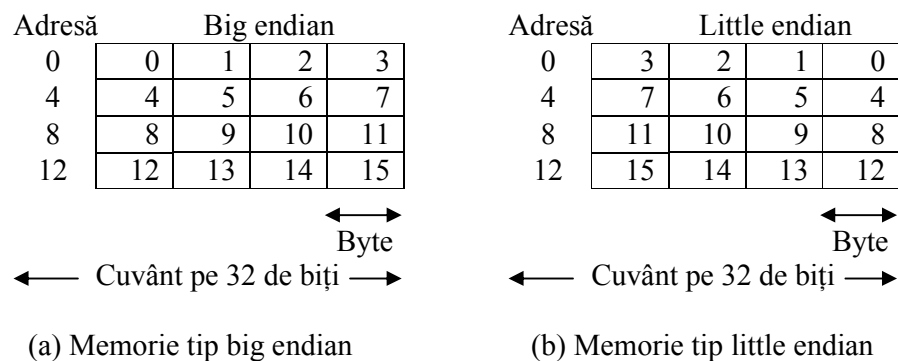 Adresă Big endian Adresă Little endian
0 0 1 2 3 0 3 2 1 0
4 4 5 6 7 4 7 6 5 4
8 8 9 10 11 8 11 10 9 8
12 12 13 14 15 12 15 14 13 12
Byte Byte
Cuvânt pe 32 de biți Cuvânt pe 32 de biți
(a) Memorie tip big endian (b) Memorie tip little endian